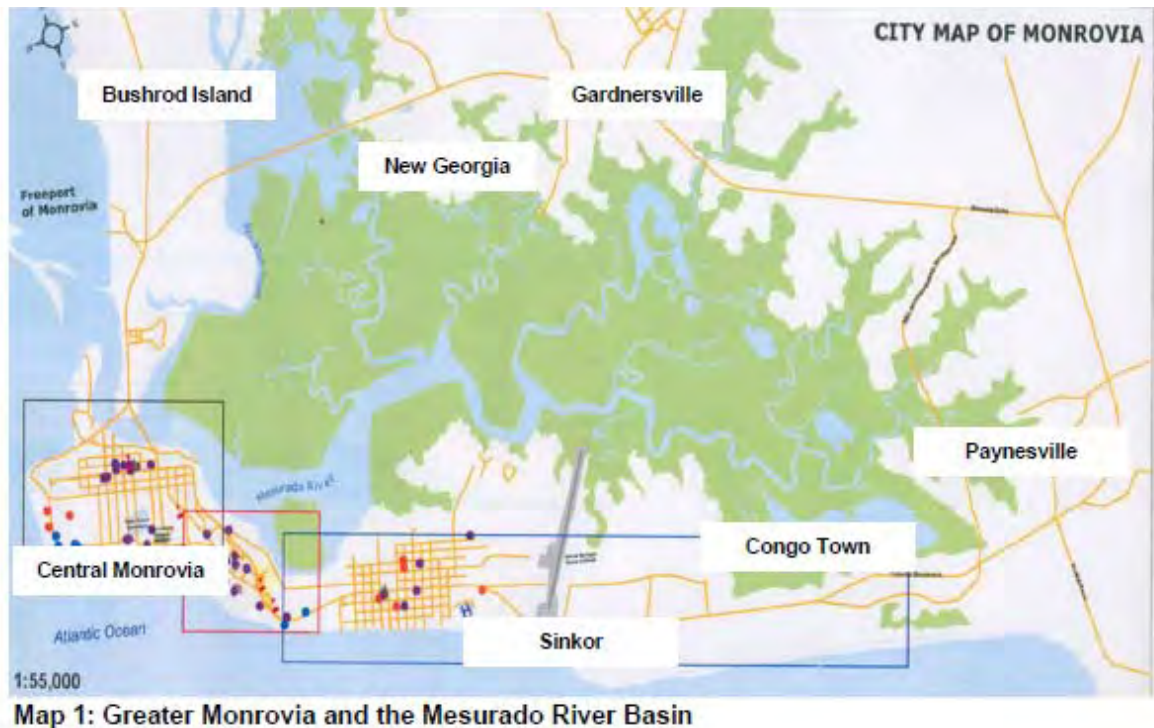 CITY MAP OF MONROVIA
Bushrod Island
Gardnersville
New Georgia
Freeport
of Monrovia
Paynesville
Mesurado River
Congo Town
Central Monrovia
H
Sinkor
Atlantic Ocean
1:55,000
Map 1: Greater Monrovia and the Mesurado River Basin